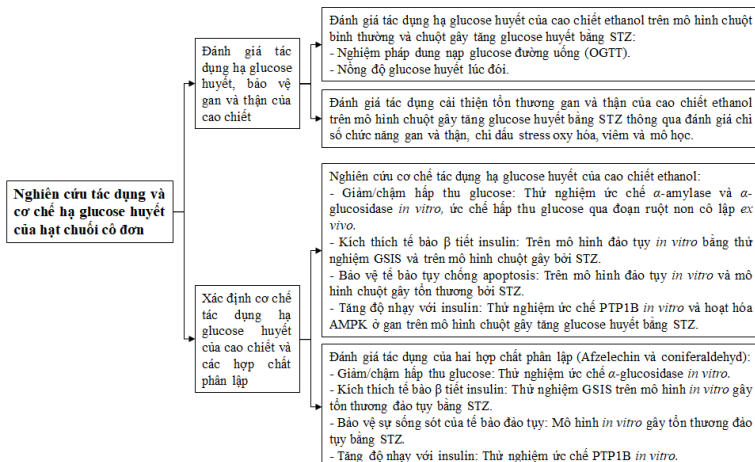 Nghiên cứu tác dụng và
cơ chế hạ glucose huyết
của hạt chuối cô đơn
Đánh giá tác
dụng hạ glucose
huyết, bảo vệ
gan và thận của
cao chiết
Đánh giá tác dụng hạ glucose huyết của cao chiết ethanol trên mô hình chuột
bình thường và chuột gây tăng glucose huyết bằng STZ:
- Nghiệm pháp dung nạp glucose đường uống (OGTT).
- Nồng độ glucose huyết lúc đói.
Đánh giá tác dụng cải thiện tổn thương gan và thận của cao chiết ethanol
trên mô hình chuột gây tăng glucose huyết bằng STZ thông qua đánh giá chỉ
số chức năng gan và thận, chỉ dấu stress oxy hóa, viêm và mô học.
Xác định cơ chế
tác dụng hạ
glucose huyết
của cao chiết và
các hợp chất
phân lập
Nghiên cứu cơ chế tác dụng hạ glucose huyết của cao chiết ethanol:
- Giảm/chậm hấp thu glucose: Thử nghiệm ức chế α-amylase và α-
glucosidase in vitro, ức chế hấp thu glucose qua đoạn ruột non cô lập ex
vivo.
- Kích thích tế bào β tiết insulin: Trên mô hình đảo tụy in vitro bằng thử
nghiệm GSIS và trên mô hình chuột gây bởi STZ.
- Bảo vệ tế bào tụy chống apoptosis: Trên mô hình đảo tụy in vitro và mô
hình chuột gây tổn thương bởi STZ.
- Tăng độ nhạy với insulin: Thử nghiệm ức chế PTP1B in vitro và hoạt hóa
AMPK ở gan trên mô hình chuột gây tăng glucose huyết bằng STZ.
Đánh giá tác dụng của hai hợp chất phân lập (Afzelechin và coniferaldehyd):
- Giảm/chậm hấp thu glucose: Thử nghiệm ức chế α-glucosidase in vitro.
- Kích thích tế bào β tiết insulin: Thử nghiệm GSIS trên mô hình in vitro gây
tổn thương đảo tụy bằng STZ.
- Bảo vệ sự sống sót của tế bào đảo tụy: Mô hình in vitro gây tổn thương đảo
tụy bằng STZ.
- Tăng độ nhạy với insulin: Thử nghiệm ức chế PTP1B in vitro.